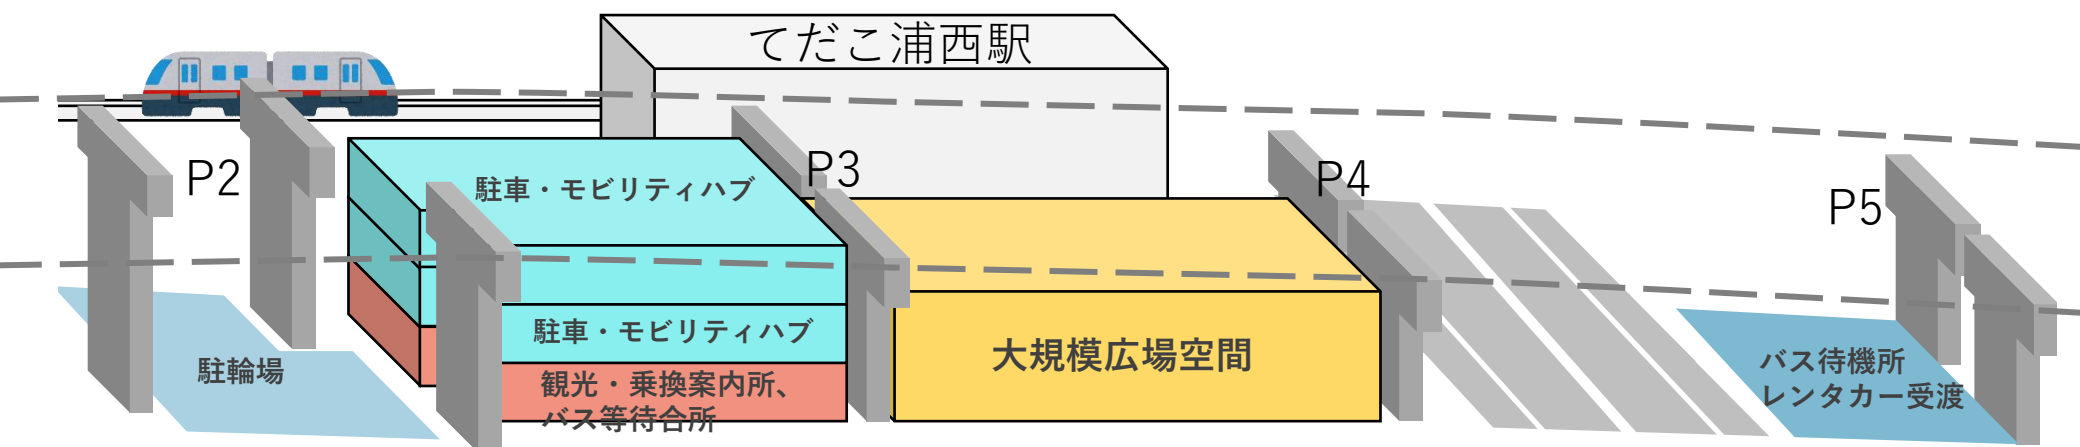 てだこ浦西駅
P2
P3
P4
P5
駐車・モビリティハブ
駐車・モビリティハブ
観光・乗換案内所、
バス等待合所
大規模広場空間
駐輪場
バス待機所
レンタカー受渡